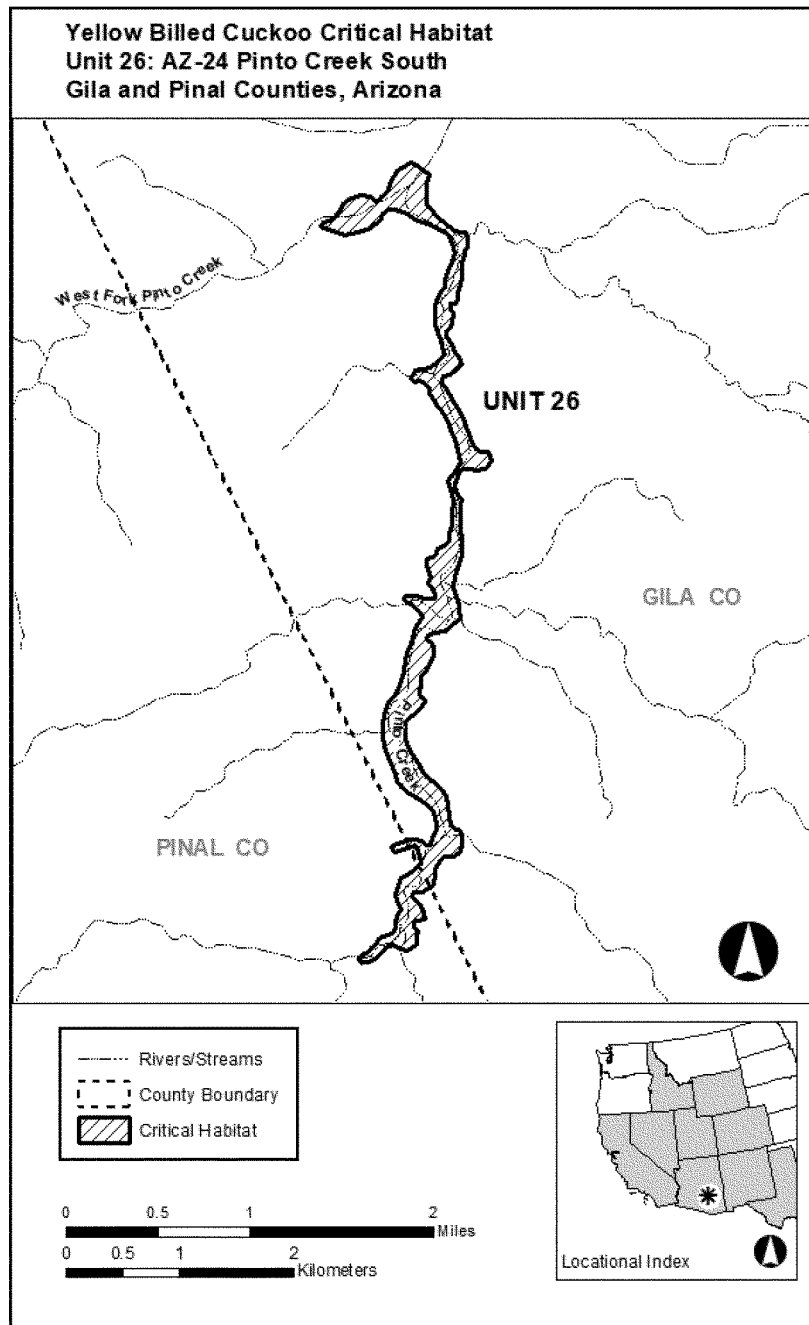 Yellow Billed Cuckoo Critical Habitat
Unit 26: AZ-24 Pinto Creek South
Gila and Pinal Counties, Arizona
West Fork Pinto Creek
UNIT 26
GILA CO
Pinto Creek
PINAL CO
Rivers/Streams
County Boundary
Critical Habitat
0 0.5 1 2
Miles
0 0.5 1 2
Kilometers
Locational Index